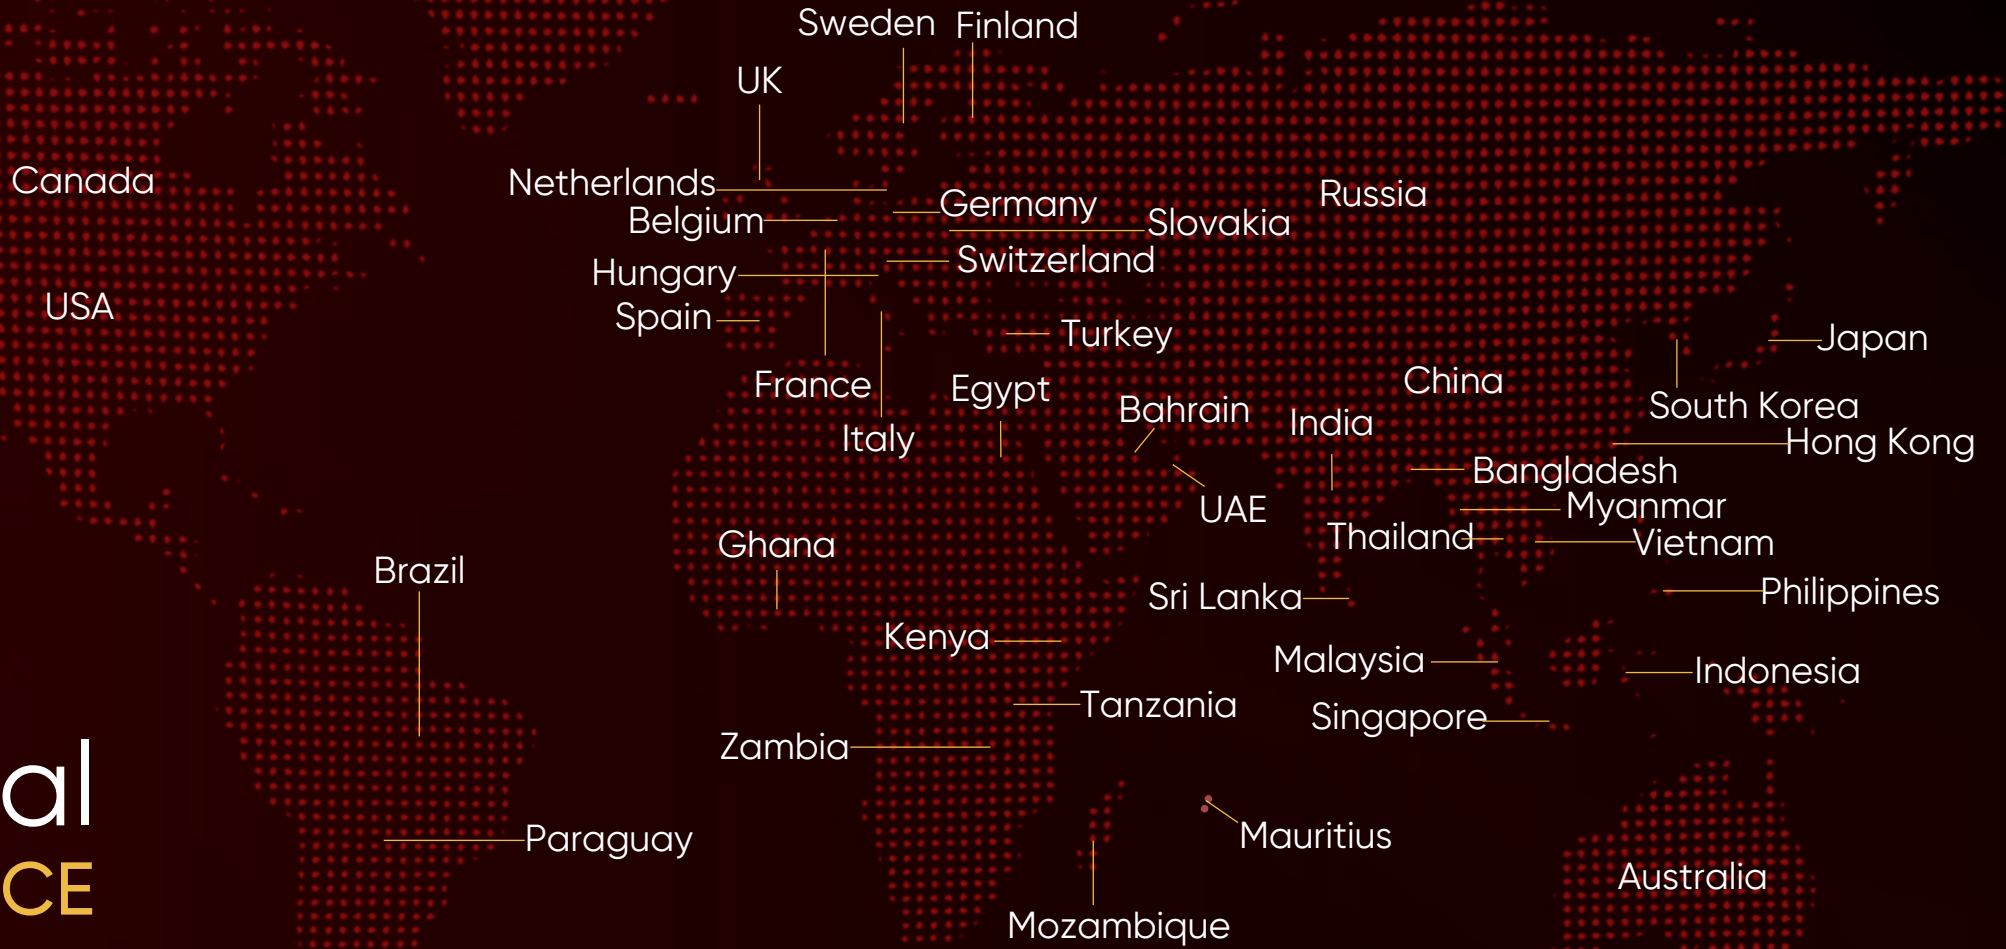 Sweden
Finland
UK
Canada
Netherlands
Germany
Russia
Belgium
Slovakia
Switzerland
Hungary
USA
Spain
Turkey
Japan
France
Egypt
China
South Korea
Bahrain
India
Italy
Hong Kong
Bangladesh
UAE
Myanmar
Thailand
Vietnam
Ghana
Brazil
Sri Lanka
Philippines
Kenya
Malaysia
Indonesia
Tanzania
Singapore
Zambia
al
Mauritius
Paraguay
CE
Australia
Mozambique